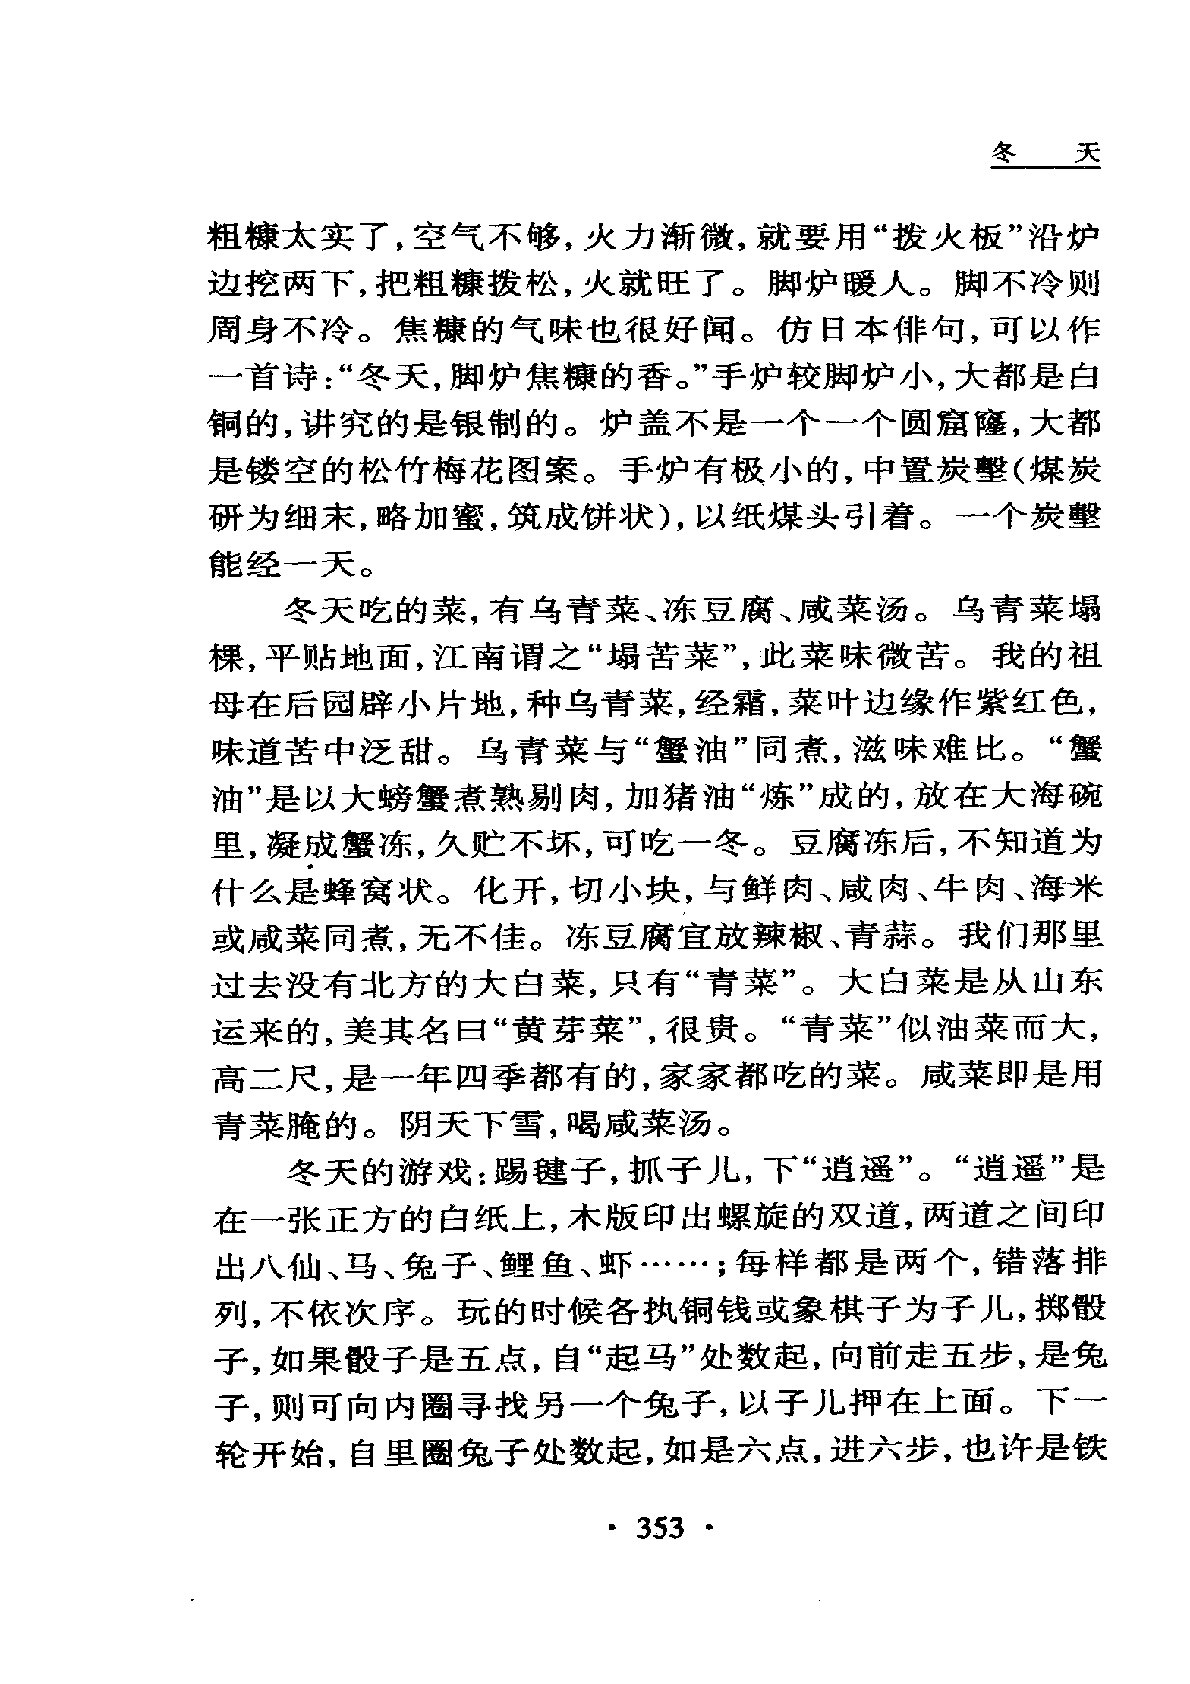 冬 天
粗糠太实了，空气不够，火力渐微，就要用“拨火板”沿炉
边挖两下，把粗糠拨松，火就旺了。脚炉暖人。脚不冷则
周身不冷。焦糠的气味也很好闻。仿日本俳句，可以作
一首诗：“冬天，脚炉焦糠的香。”手炉较脚炉小，大都是白
铜的，讲究的是银制的。炉盖不是一个一个圆窟窿，大都
是镂空的松竹梅花图案。手炉有极小的，中置炭墼（煤炭
研为细末，略加蜜，筑成饼状），以纸煤头引着。一个炭墼
能经一天。
冬天吃的菜，有乌青菜、冻豆腐、咸菜汤。乌青菜塌
棵，平贴地面，江南谓之“塌苦菜”，此菜味微苦。我的祖
母在后园辟小片地，种乌青菜，经霜，菜叶边缘作紫红色，
味道苦中泛甜。乌青菜与“蟹油”同煮，滋味难比。“蟹
油”是以大螃蟹煮熟剔肉，加猪油“炼”成的，放在大海碗
里，凝成蟹冻，久贮不坏，可吃一冬。豆腐冻后，不知道为
什么是蜂窝状。化开，切小块，与鲜肉、咸肉、牛肉、海米
或咸菜同煮，无不佳。冻豆腐宜放辣椒、青蒜。我们那里
过去没有北方的大白菜，只有“青菜”。大白菜是从山东
运来的，美其名曰“黄芽菜”，很贵。“青菜”似油菜而大，
高二尺，是一年四季都有的，家家都吃的菜。咸菜即是用
青菜腌的。阴天下雪，喝咸菜汤。
冬天的游戏：踢毽子，抓子儿，下“逍遥”。“逍遥”是
在一张正方的白纸上，木版印出螺旋的双道，两道之间印
出八仙、马、兔子、鲤鱼、虾……；每样都是两个，错落排
列，不依次序。玩的时候各执铜钱或象棋子为子儿，掷骰
子，如果骰子是五点，自“起马”处数起，向前走五步，是兔
子，则可向内圈寻找另一个兔子，以子儿押在上面。下一
轮开始，自里圈兔子处数起，如是六点，进六步，也许是铁
· 353 ·